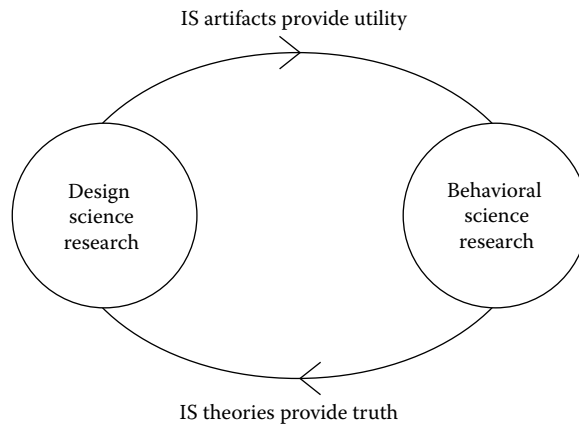 IS artifacts provide utility
Design
science
research
Behavioral
science
research
IS theories provide truth